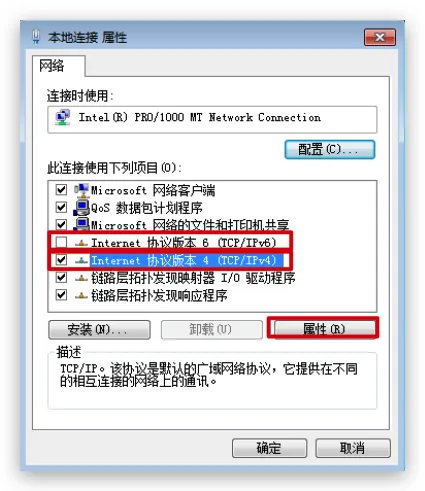 本地连接 属性
网络
连接时使用:
Intel(R) PRO/1000 MT Network Connection
配置(C)...
此连接使用下列项目(O):
Microsoft 网络客户端
QoS 数据包计划程序
Microsoft 网络的文件和打印机共享
Internet 协议版本 6 (TCP/IPv6)
Internet 协议版本 4 (TCP/IPv4)
链路层拓扑发现映射器 I/O 驱动程序
链路层拓扑发现响应程序
安装(N)...
卸载(U)
属性(R)
描述
TCP/IP。该协议是默认的广域网络协议，它提供在不同
的相互连接的网络上的通讯。
确定
取消